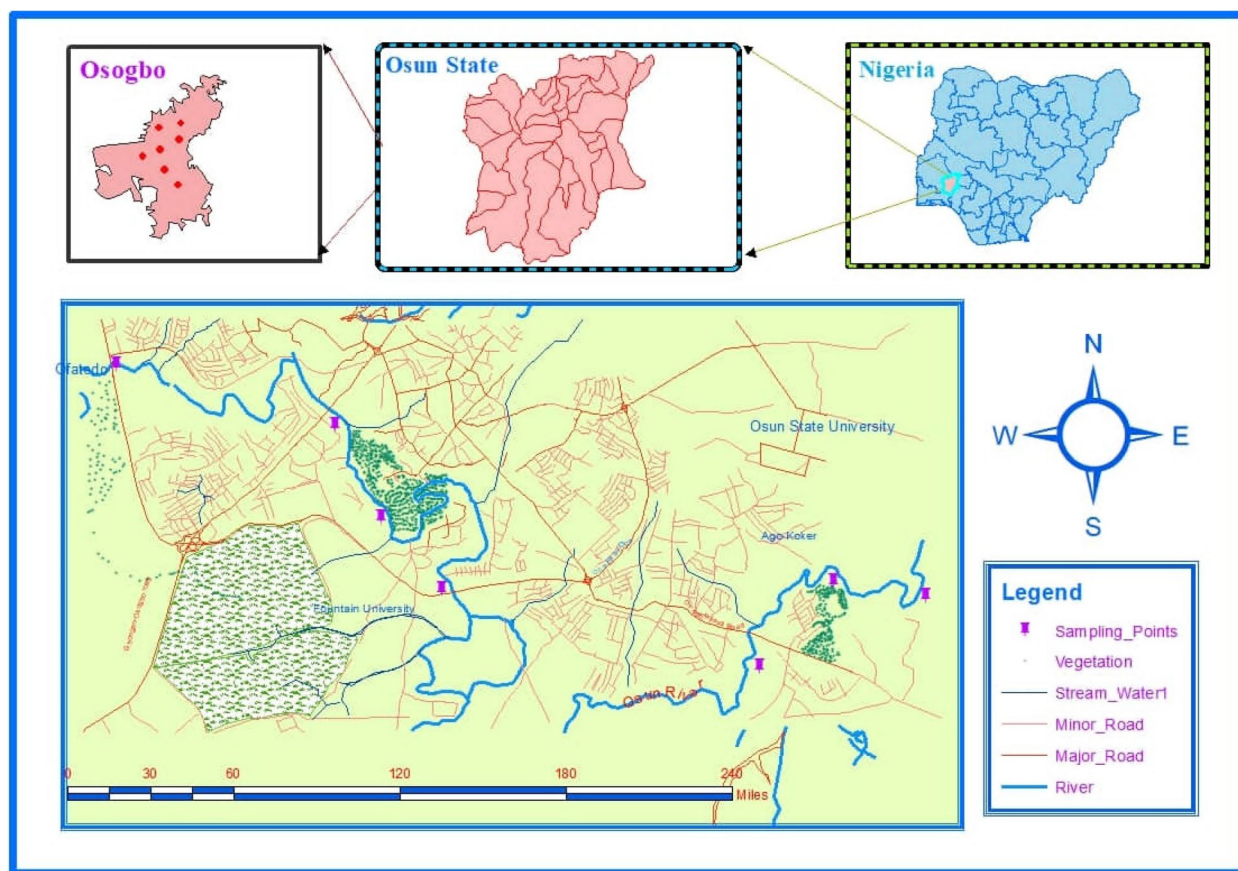 Osogbo
Osun State
Nigeria
Ofatedo
Osun State University
Ago Koker
Fountain University
Osun River
0 30 60 120 180 240
Miles
N
W E
S
Legend
Sampling_Points
Vegetation
Stream_Water1
Minor_Road
Major_Road
River